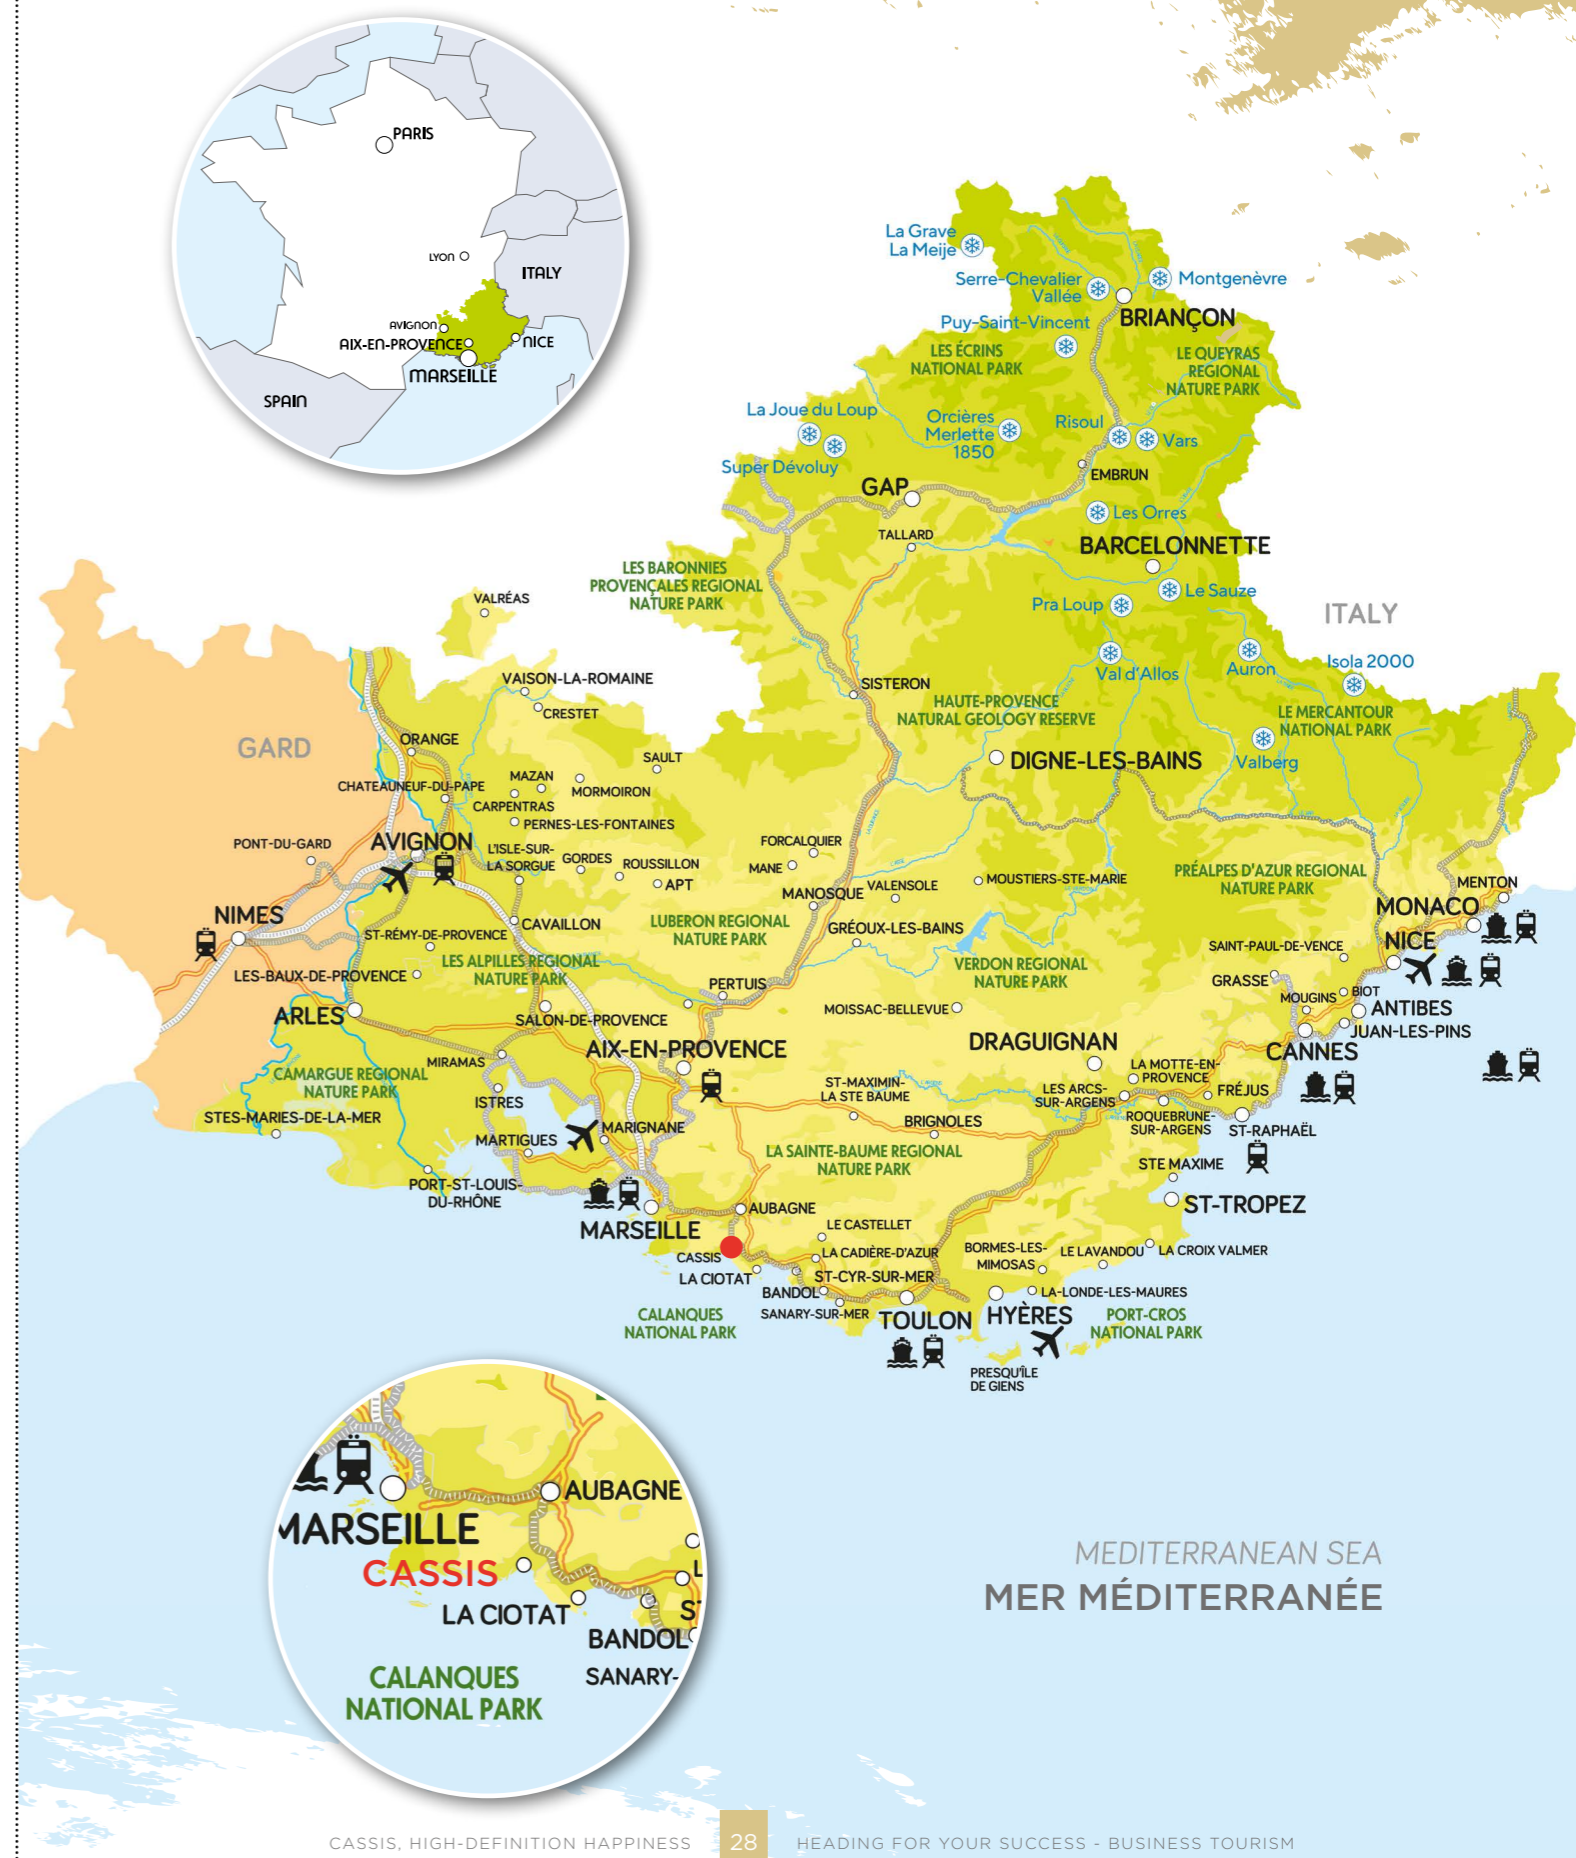 PARIS
LYON
ITALY
AVIGNON
AIX-EN-PROVENCE
NICE
MARSEILLE
SPAIN
La Grave
La Meije
Serre-Chevalier
Vallée
Montgenèvre
BRIANÇON
Puy-Saint-Vincent
LES ÉCRINS
NATIONAL PARK
LE QUEYRAS
REGIONAL
NATURE PARK
La Joue du Loup
Orcières
Merlette
1850
Risoul
Vars
Super Dévoluy
EMBRUN
GAP
Les Orres
TALLARD
BARCELONNETTE
LES BARONNIES
PROVENÇALES REGIONAL
NATURE PARK
VALRÉAS
Le Sauze
Pra Loup
ITALY
VAISON-LA-ROMAINE
CRESTET
SISTERON
Val d'Allos
Auron
Isola 2000
HAUTE-PROVENCE
NATURAL GEOLOGY RESERVE
LE MERCANTOUR
NATIONAL PARK
GARD
ORANGE
SAULT
DIGNE-LES-BAINS
Valberg
CHATEAUNEUF-DU-PAPE
MAZAN
MORMOIRON
CARPENTRAS
PERNES-LES-FONTAINES
PONT-DU-GARD
AVIGNON
L'ISLE-SUR-
LA SORGUE
GORDES
ROUSSILLON
APT
FORCALQUIER
MANE
MANOSQUE
VALENSOLE
MOUSTIERS-STE-MARIE
PRÉALPES D'AZUR REGIONAL
NATURE PARK
MENTON
MONACO
NIMES
CAVAILLON
LUBERON REGIONAL
NATURE PARK
GRÉOUX-LES-BAINS
NICE
ST-RÉMY-DE-PROVENCE
SAINT-PAUL-DE-VENCE
LES-BAUX-DE-PROVENCE
LES ALPILLES REGIONAL
NATURE PARK
VERDON REGIONAL
NATURE PARK
GRASSE
PERTUIS
MOUGINS
BIOT
ARLES
SALON-DE-PROVENCE
MOISSAC-BELLEVUE
ANTIBES
JUAN-LES-PINS
AIX-EN-PROVENCE
DRAGUIGNAN
CANNES
MIRAMAS
CAMARGUE REGIONAL
NATURE PARK
LA MOTTE-EN-
PROVENCE
ST-MAXIMIN-
LA STE BAUME
LES ARCS-
SUR-ARGENS
FRÉJUS
ISTRES
STES-MARIES-DE-LA-MER
BRIGNOLES
ROQUEBRUNE-
SUR-ARGENS
ST-RAPHAËL
MARTIGUES
MARIGNANE
LA SAINTE-BAUME REGIONAL
NATURE PARK
STE MAXIME
PORT-ST-LOUIS-
DU-RHÔNE
ST-TROPEZ
MARSEILLE
AUBAGNE
LE CASTELLET
CASSIS
LA CADIÈRE-D'AZUR
BORMES-LES-
MIMOSAS
LE LAVANDOU
LA CROIX VALMER
LA CIOTAT
ST-CYR-SUR-MER
BANDOL
LA-LONDE-LES-MAURES
SANARY-SUR-MER
TOULON
HYÈRES
CALANQUES
NATIONAL PARK
PORT-CROS
NATIONAL PARK
PRESQU'ÎLE
DE GIENS
AUBAGNE
MARSEILLE
CASSIS
LA CIOTAT
BANDOL
SANARY-
CALANQUES
NATIONAL PARK
MEDITERRANEAN SEA
MER MÉDITERRANÉE
CASSIS, HIGH-DEFINITION HAPPINESS 28 HEADING FOR YOUR SUCCESS - BUSINESS TOURISM